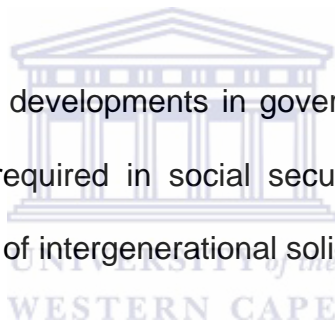 developments in gover
required in social secu
of intergenerational soli
UNIVERSITY of the
WESTERN CAPE